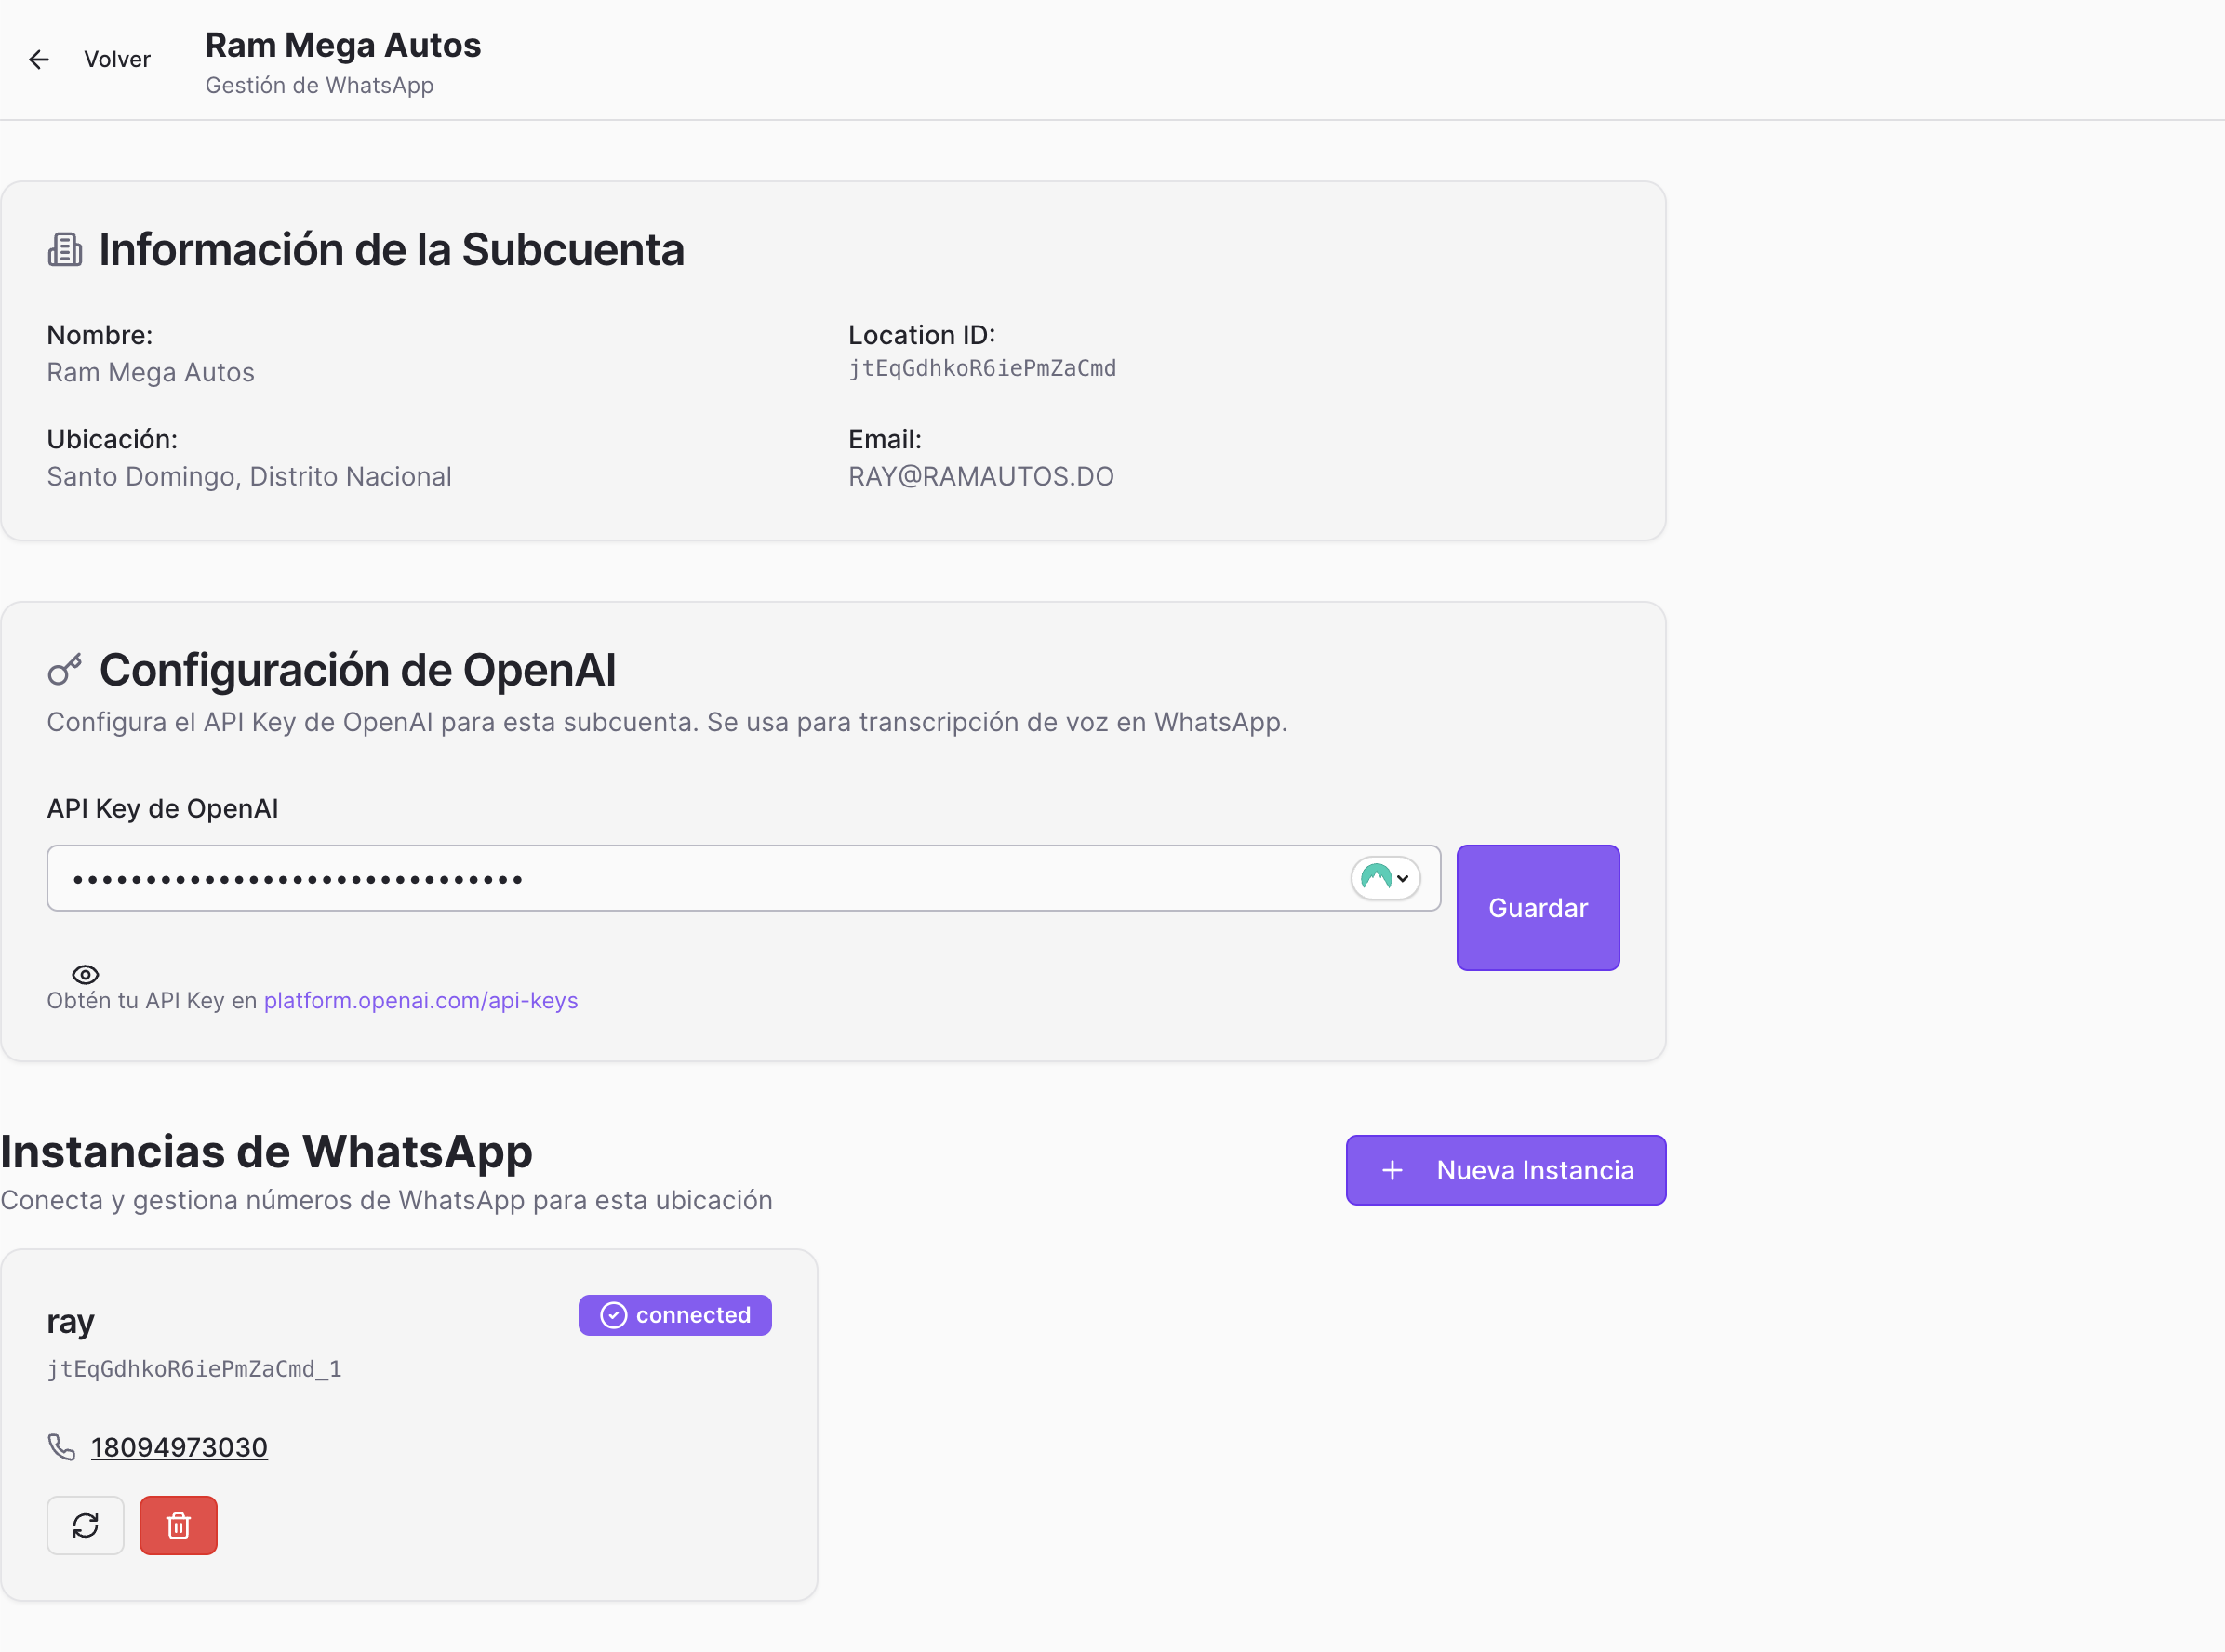 Volver
Ram Mega Autos
Gestión de WhatsApp
Información de la Subcuenta
Nombre:
Ram Mega Autos
Location ID:
jtEqGdhkoR6iePmZaCmd
Ubicación:
Santo Domingo, Distrito Nacional
Email:
RAY@RAMAUTOS.DO
Configuración de OpenAI
Configura el API Key de OpenAI para esta subcuenta. Se usa para transcripción de voz en WhatsApp.
API Key de OpenAI
•••••••••••••••••••••••••••••••
Guardar
Obtén tu API Key en platform.openai.com/api-keys
Instancias de WhatsApp
Conecta y gestiona números de WhatsApp para esta ubicación
Nueva Instancia
ray
connected
jtEqGdhkoR6iePmZaCmd_1
18094973030